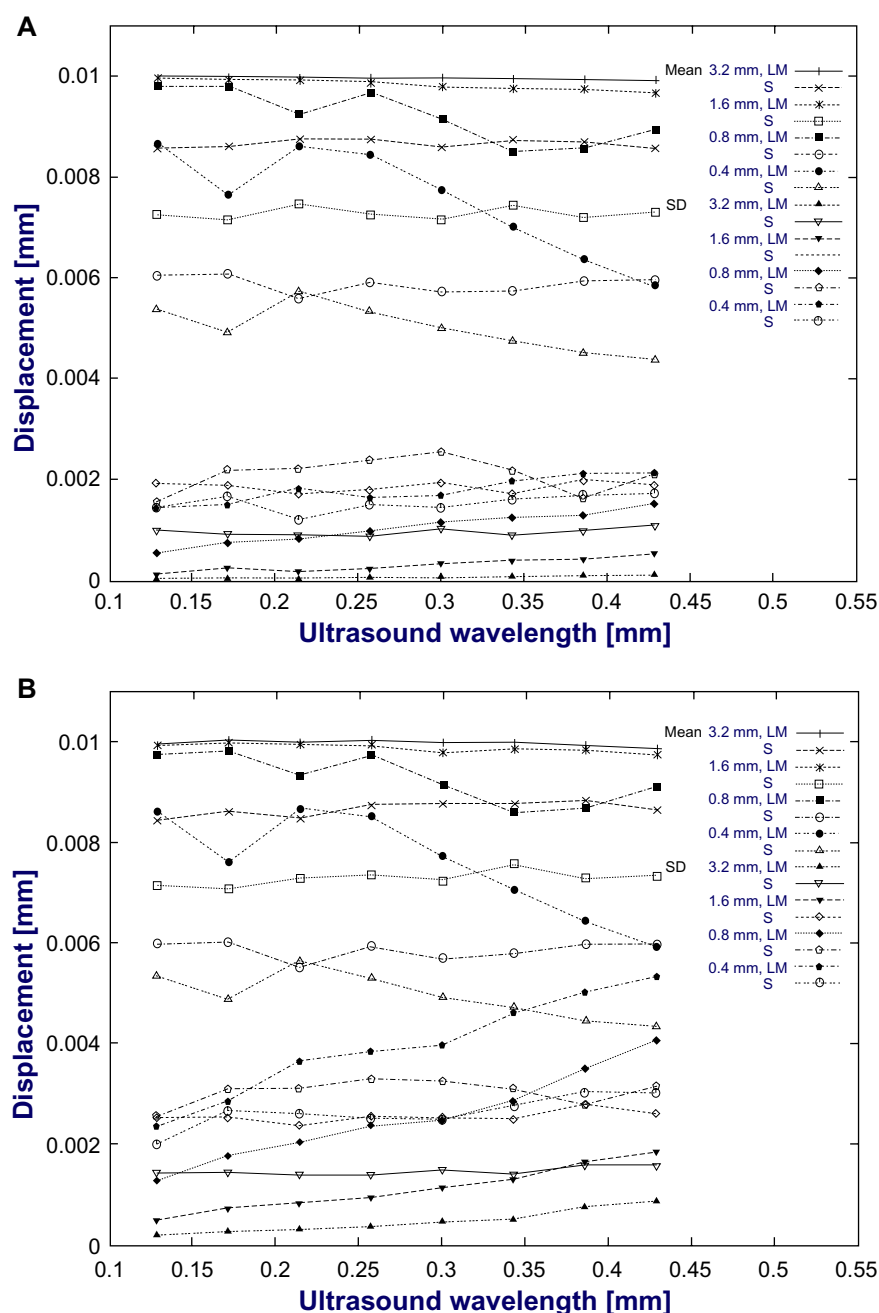 A
0.01
0.008
0.006
0.004
0.002
0
Displacement [mm]
0.1 0.15 0.2 0.25 0.3 0.35 0.4 0.45 0.5 0.55
Ultrasound wavelength [mm]
Mean 3.2 mm, LM
S
1.6 mm, LM
S
0.8 mm, LM
S
0.4 mm, LM
S
SD 3.2 mm, LM
S
1.6 mm, LM
S
0.8 mm, LM
S
0.4 mm, LM
S
B
0.01
0.008
0.006
0.004
0.002
0
Displacement [mm]
0.1 0.15 0.2 0.25 0.3 0.35 0.4 0.45 0.5 0.55
Ultrasound wavelength [mm]
Mean 3.2 mm, LM
S
1.6 mm, LM
S
0.8 mm, LM
S
0.4 mm, LM
S
SD 3.2 mm, LM
S
1.6 mm, LM
S
0.8 mm, LM
S
0.4 mm, LM
S